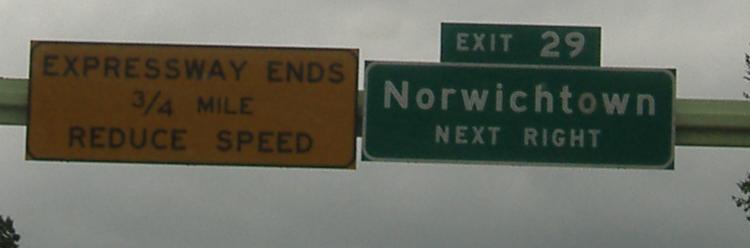 EXPRESSWAY ENDS
3/4 MILE
REDUCE SPEED
EXIT 29
Norwichtown
NEXT RIGHT